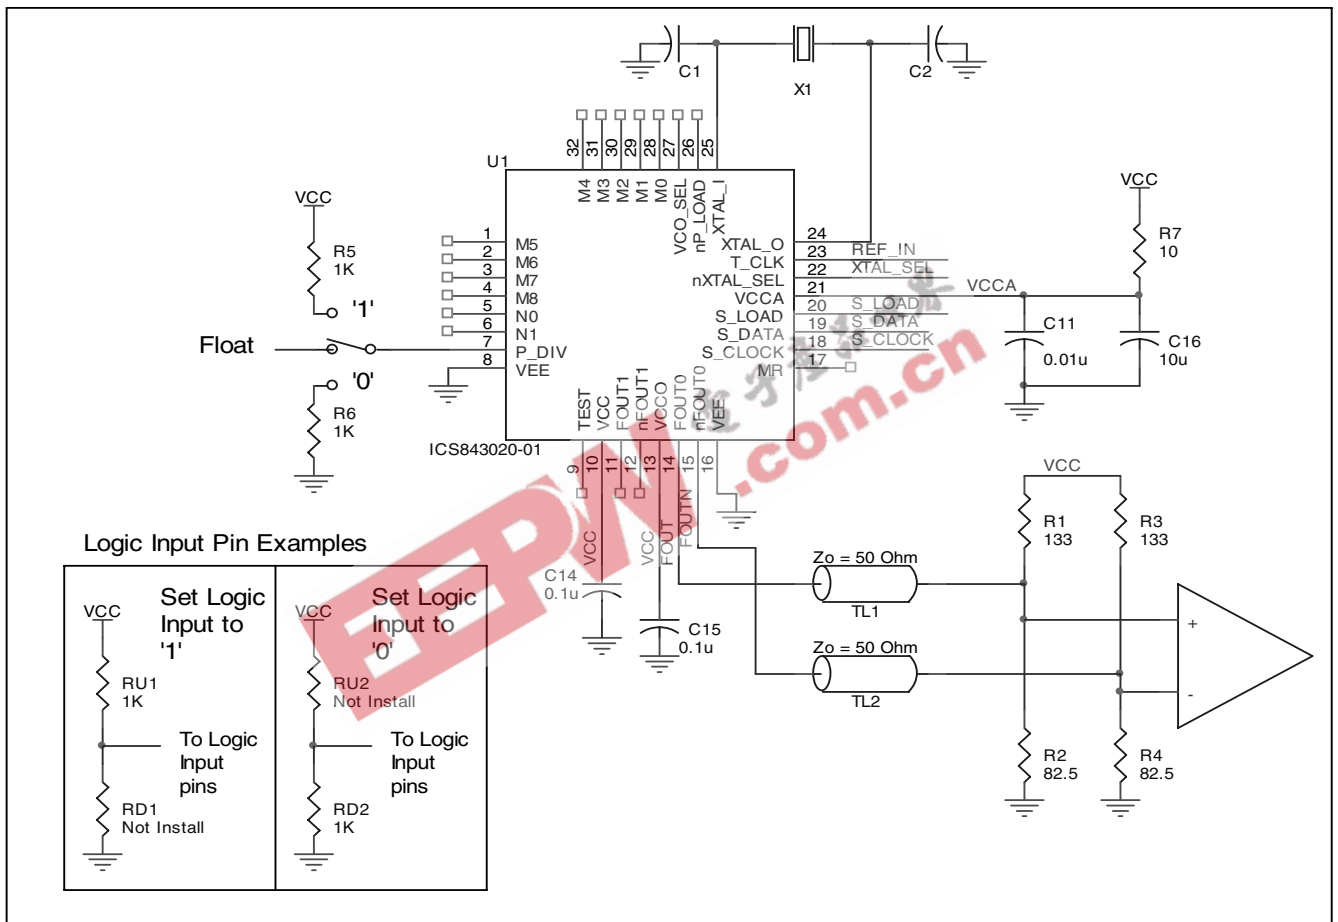 C1
X1
C2
U1
32
31
30
29
28
27
26
25
M4
M3
M2
M1
M0
VCO_SEL
nP_LOAD
XTAL_I
VCC
R5
1K
'1'
Float
'0'
R6
1K
1
2
3
4
5
6
7
8
M5
M6
M7
M8
N0
N1
P_DIV
VEE
XTAL_O
T_CLK
nXTAL_SEL
VCCA
S_LOAD
S_DATA
S_CLOCK
MR
24
23
22
21
20
19
18
17
REF_IN
XTAL_SEL
VCCA
S_LOAD
S_DATA
S_CLOCK
VCC
R7
10
C11
0.01u
C16
10u
TEST
VCC
FOUT1
nFOUT1
VCCO
FOUT0
nFOUT0
VEE
ICS843020-01
9
10
11
12
13
14
15
16
VCC
VCC
FOUT
FOUTN
C14
0.1u
C15
0.1u
EEPW
.com.cn
VCC
R1
133
R3
133
Zo = 50 Ohm
TL1
Zo = 50 Ohm
TL2
+
-
R2
82.5
R4
82.5
Logic Input Pin Examples
VCC
Set Logic
Input to
'1'
RU1
1K
To Logic
Input
pins
RD1
Not Install
VCC
Set Logic
Input to
'0'
RU2
Not Install
To Logic
Input
pins
RD2
1K